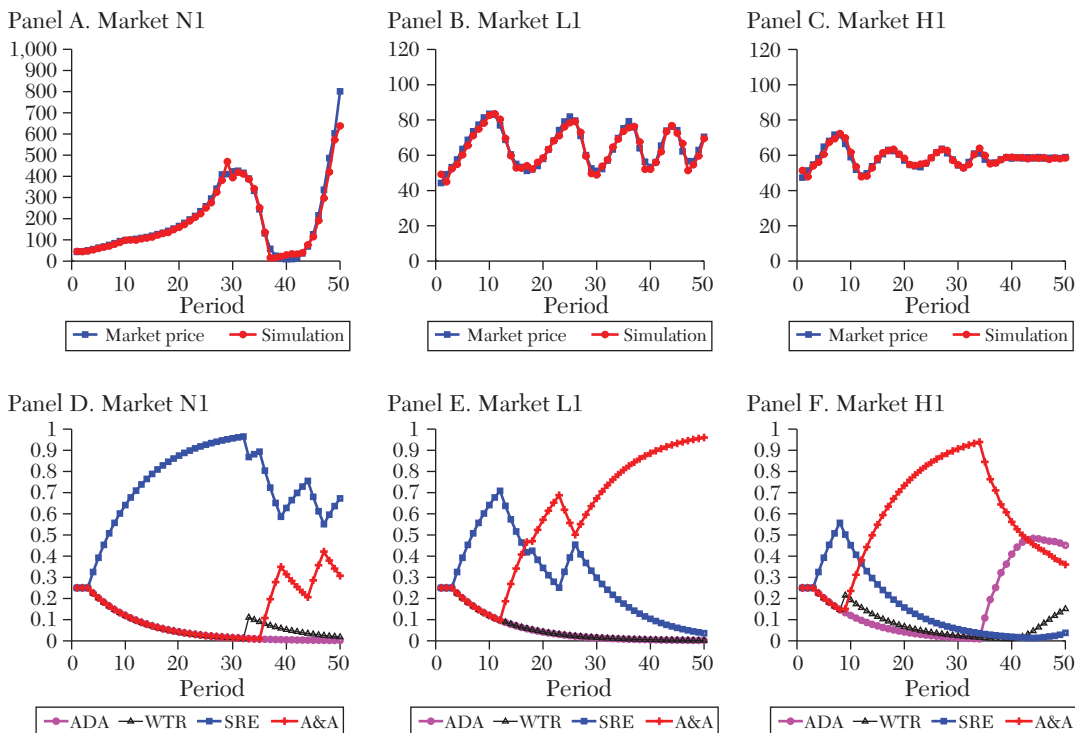 Panel A. Market N1
1,000
900
800
700
600
500
400
300
200
100
0
0 10 20 30 40 50
Period
Market price Simulation
Panel B. Market L1
120
100
80
60
40
20
0
0 10 20 30 40 50
Period
Market price Simulation
Panel C. Market H1
120
100
80
60
40
20
0
0 10 20 30 40 50
Period
Market price Simulation
Panel D. Market N1
1
0.9
0.8
0.7
0.6
0.5
0.4
0.3
0.2
0.1
0
0 10 20 30 40 50
Period
ADA WTR SRE A&A
Panel E. Market L1
1
0.9
0.8
0.7
0.6
0.5
0.4
0.3
0.2
0.1
0
0 10 20 30 40 50
Period
ADA WTR SRE A&A
Panel F. Market H1
1
0.9
0.8
0.7
0.6
0.5
0.4
0.3
0.2
0.1
0
0 10 20 30 40 50
Period
ADA WTR SRE A&A